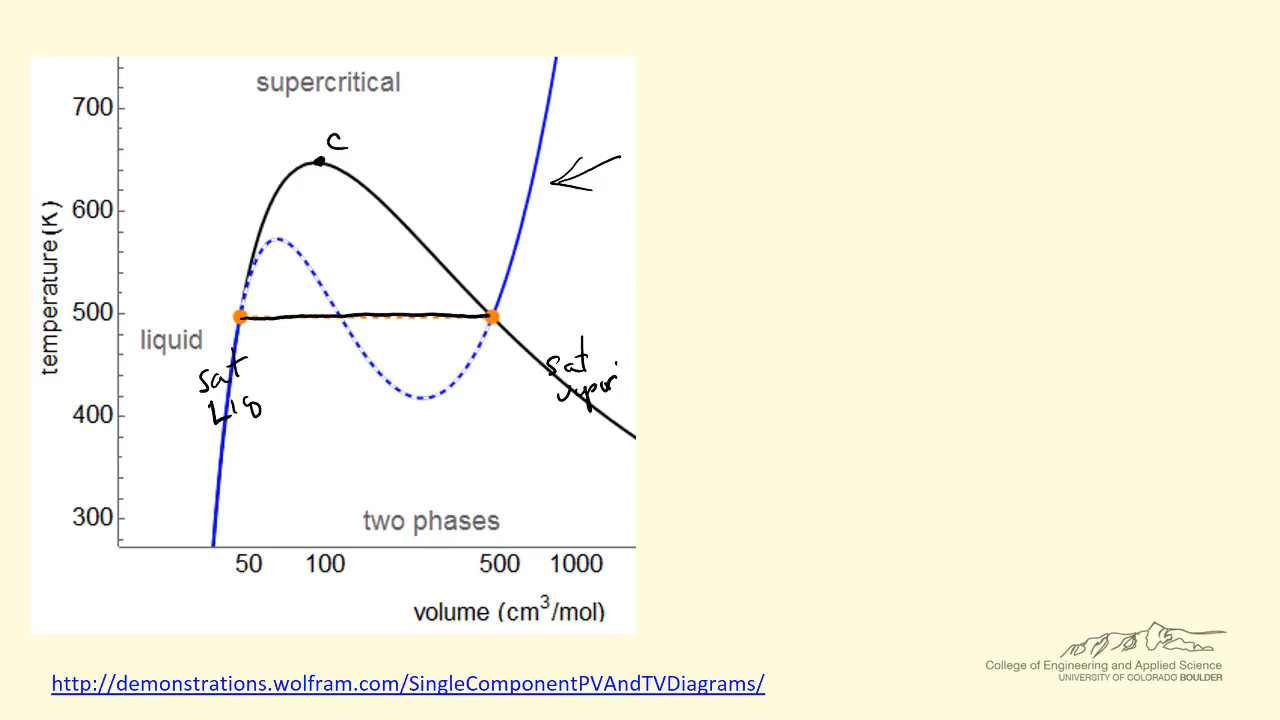 supercritical
700
C
600
temperature (K)
500
liquid
sat
LIQ
sat
vapor
400
300
two phases
50 100 500 1000
volume (cm³/mol)
College of Engineering and Applied Science
UNIVERSITY OF COLORADO BOULDER
http://demonstrations.wolfram.com/SingleComponentPVAndTVDiagrams/